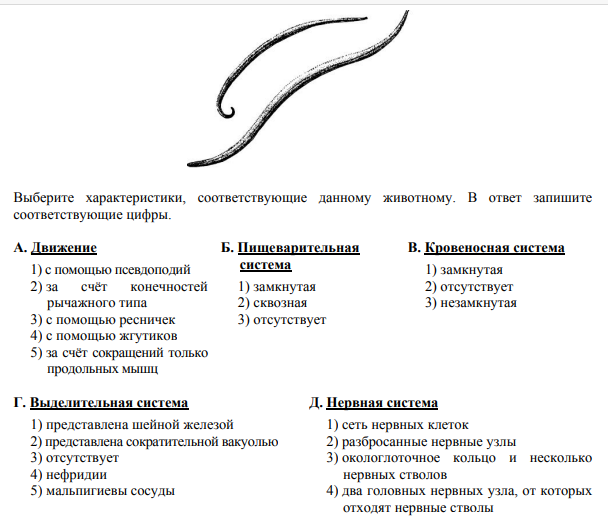 Выберите характеристики, соответствующие данному животному. В ответ запишите
соответствующие цифры.
А. Движение
1) с помощью псевдоподий
2) за счёт конечностей
рычажного типа
3) с помощью ресничек
4) с помощью жгутиков
5) за счёт сокращений только
продольных мышц
Б. Пищеварительная
система
1) замкнутая
2) сквозная
3) отсутствует
В. Кровеносная система
1) замкнутая
2) отсутствует
3) незамкнутая
Г. Выделительная система
1) представлена шейной железой
2) представлена сократительной вакуолью
3) отсутствует
4) нефридии
5) мальпигиевы сосуды
Д. Нервная система
1) сеть нервных клеток
2) разбросанные нервные узлы
3) окологлоточное кольцо и несколько
нервных стволов
4) два головных нервных узла, от которых
отходят нервные стволы